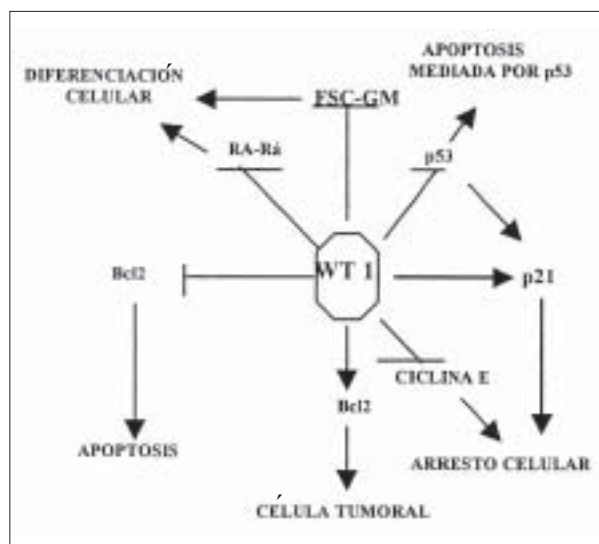 APOPTOSIS
MEDIADA POR p53
DIFERENCIACIÓN
CELULAR
FSC-GM
RA-Rá
p53
WT 1
Bcl2
p21
CICLINA E
Bcl2
APOPTOSIS
ARRESTO CELULAR
CÉLULA TUMORAL